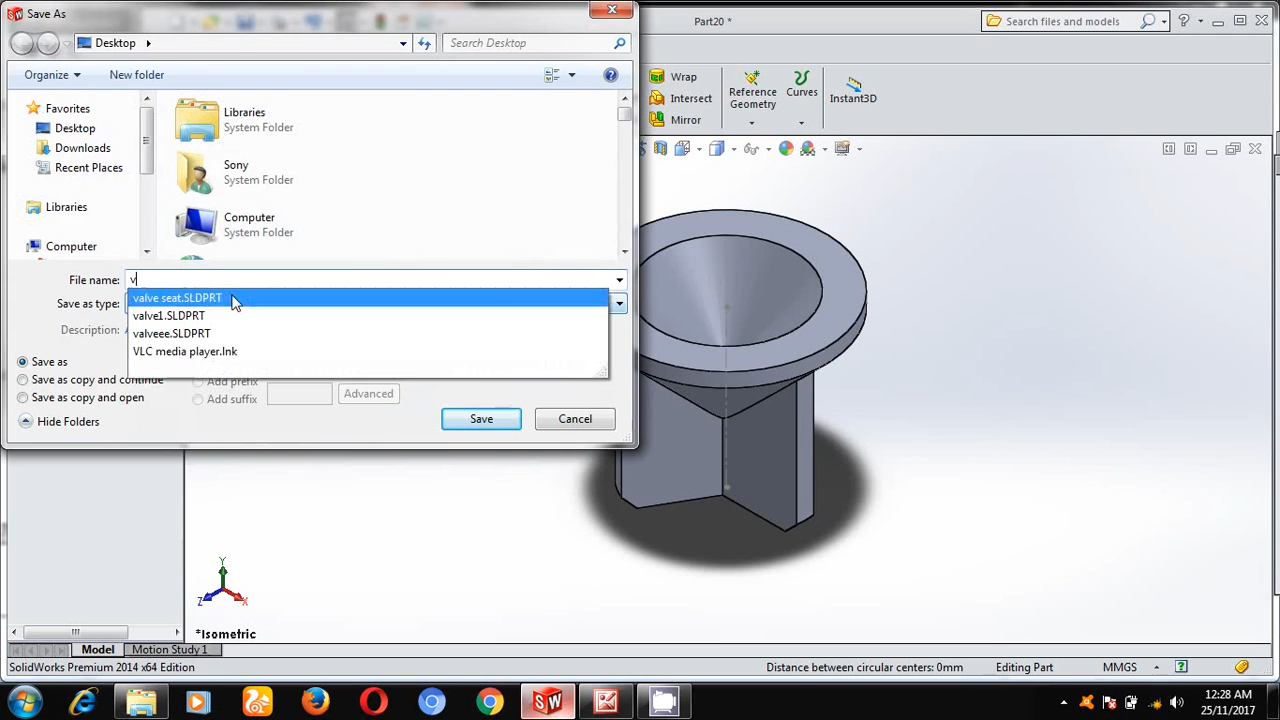 Save As
Part20 *
Search files and models
Desktop
Search Desktop
Organize
New folder
Wrap
Intersect
Mirror
Reference
Geometry
Curves
Instant3D
Favorites
Desktop
Downloads
Recent Places
Libraries
Computer
Libraries
System Folder
Sony
System Folder
Computer
System Folder
File name:
v
Save as type:
valve seat.SLDPRT
valve1.SLDPRT
valveee.SLDPRT
VLC media player.lnk
Description:
Save as
Save as copy and continue
Save as copy and open
Add prefix
Add suffix
Advanced
Hide Folders
Save
Cancel
Y
Z
X
*Isometric
Model
Motion Study 1
SolidWorks Premium 2014 x64 Edition
Distance between circular centers: 0mm
Editing Part
MMGS
12:28 AM
25/11/2017